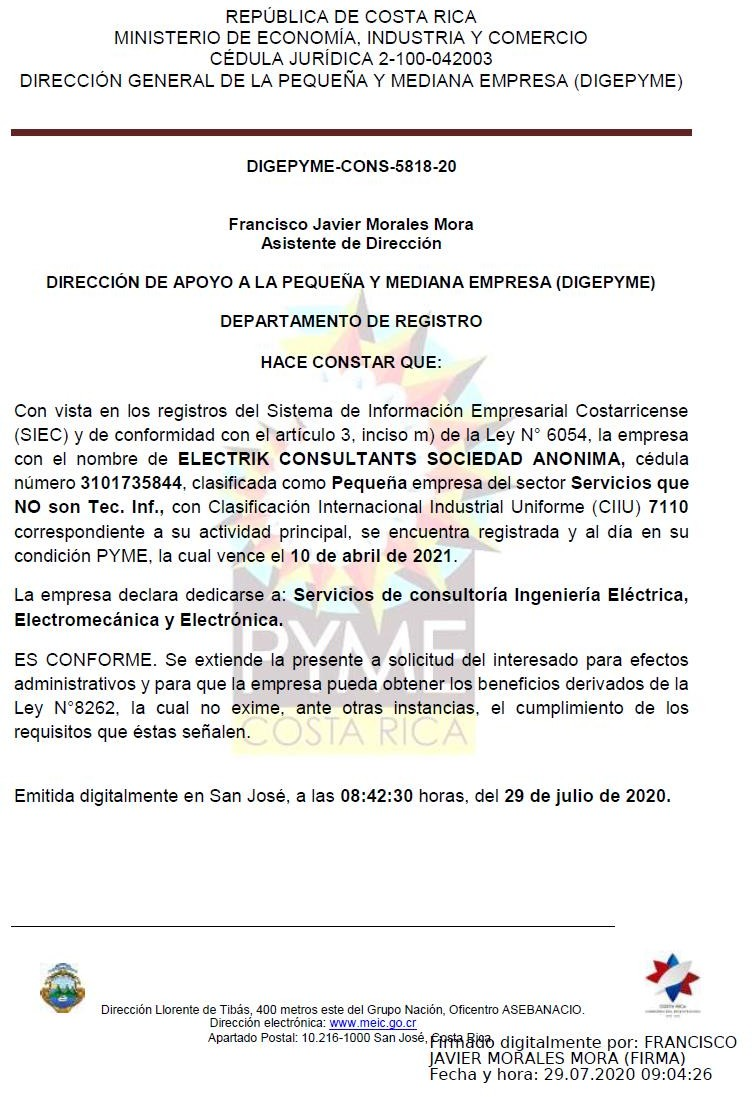 REPÚBLICA DE COSTA RICA
MINISTERIO DE ECONOMÍA, INDUSTRIA Y COMERCIO
CÉDULA JURÍDICA 2-100-042003
DIRECCIÓN GENERAL DE LA PEQUEÑA Y MEDIANA EMPRESA (DIGEPYME)
DIGEPYME-CONS-5818-20
Francisco Javier Morales Mora
Asistente de Dirección
DIRECCIÓN DE APOYO A LA PEQUEÑA Y MEDIANA EMPRESA (DIGEPYME)
DEPARTAMENTO DE REGISTRO
HACE CONSTAR QUE:
Con vista en los registros del Sistema de Información Empresarial Costarricense
(SIEC) y de conformidad con el artículo 3, inciso m) de la Ley N° 6054, la empresa
con el nombre de ELECTRIK CONSULTANTS SOCIEDAD ANONIMA, cédula
número 3101735844, clasificada como Pequeña empresa del sector Servicios que
NO son Tec. Inf., con Clasificación Internacional Industrial Uniforme (CIIU) 7110
correspondiente a su actividad principal, se encuentra registrada y al día en su
condición PYME, la cual vence el 10 de abril de 2021.
La empresa declara dedicarse a: Servicios de consultoría Ingeniería Eléctrica,
Electromecánica y Electrónica.
PYME
COSTA RICA
ES CONFORME. Se extiende la presente a solicitud del interesado para efectos
administrativos y para que la empresa pueda obtener los beneficios derivados de la
Ley N°8262, la cual no exime, ante otras instancias, el cumplimiento de los
requisitos que éstas señalen.
Emitida digitalmente en San José, a las 08:42:30 horas, del 29 de julio de 2020.
Dirección Llorente de Tibás, 400 metros este del Grupo Nación, Oficentro ASEBANACIO.
Dirección electrónica: www.meic.go.cr
Apartado Postal: 10.216-1000 San José, Costa Rica
COSTA RICA
Firmado digitalmente por: FRANCISCO
JAVIER MORALES MORA (FIRMA)
Fecha y hora: 29.07.2020 09:04:26